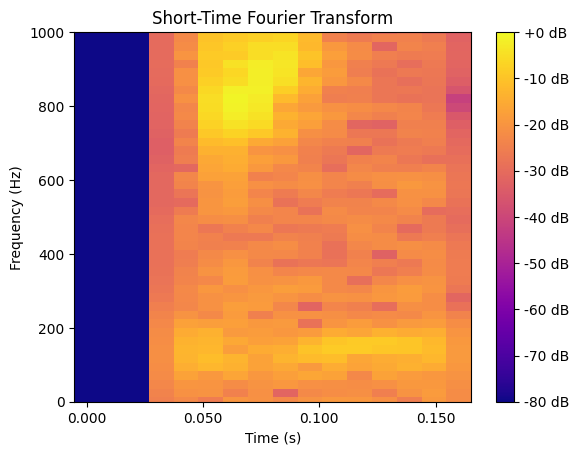 Short-Time Fourier Transform
Frequency (Hz)
1000
800
600
400
200
0
0.000
0.050
0.100
0.150
Time (s)
+0 dB
-10 dB
-20 dB
-30 dB
-40 dB
-50 dB
-60 dB
-70 dB
-80 dB